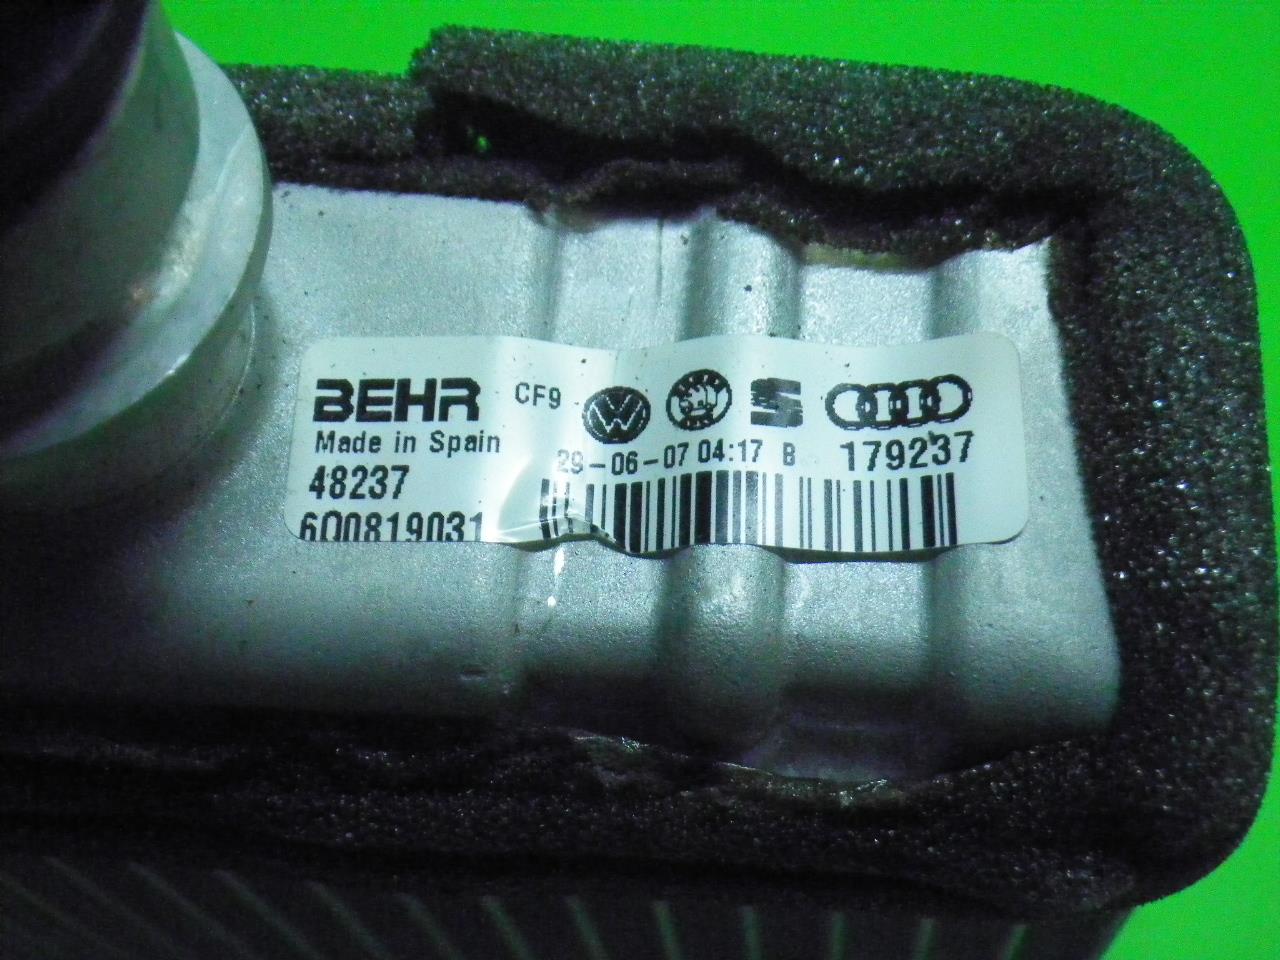 BEHR CF9
Made in Spain 29-06-07 04:17 B 179237
48237
6Q0819031